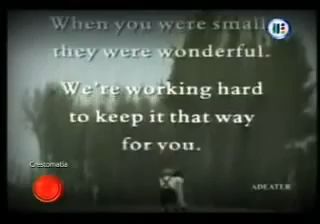 When you were small
they were wonderful.
We're working hard
to keep it that way
for you.
Crestomatia
ADEATER